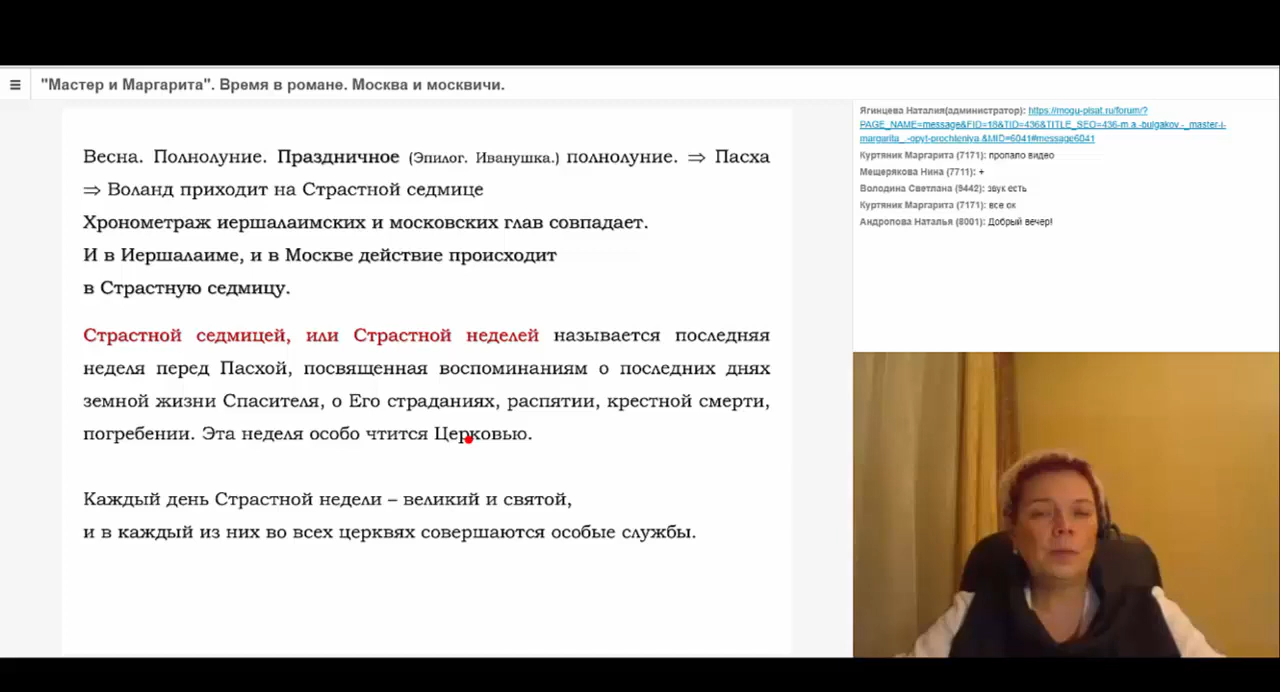 "Мастер и Маргарита". Время в романе. Москва и москвичи.
Весна. Полнолуние. Праздничное (Эпилог. Иванушка.) полнолуние. ⇒ Пасха
⇒ Воланд приходит на Страстной седмице
Хронометраж иершалаимских и московских глав совпадает.
И в Иершалаиме, и в Москве действие происходит
в Страстную седмицу.
Страстной седмицей, или Страстной неделей называется последняя
неделя перед Пасхой, посвященная воспоминаниям о последних днях
земной жизни Спасителя, о Его страданиях, распятии, крестной смерти,
погребении. Эта неделя особо чтится Церковью.
Каждый день Страстной недели – великий и святой,
и в каждый из них во всех церквях совершаются особые службы.
Ягинцева Наталия(администратор): https://mogu-pisat.ru/forum/?
PAGE_NAME=message&FID=18&TID=436&TITLE_SEO=436-m.a.-bulgakov.-_master-i-
margarita_.-opyt-prochteniya.&MID=6041#message6041
Куртяник Маргарита (7171): пропало видео
Мещерякова Нина (7711): +
Володина Светлана (9442): звук есть
Куртяник Маргарита (7171): все ок
Андропова Наталья (8001): Добрый вечер!